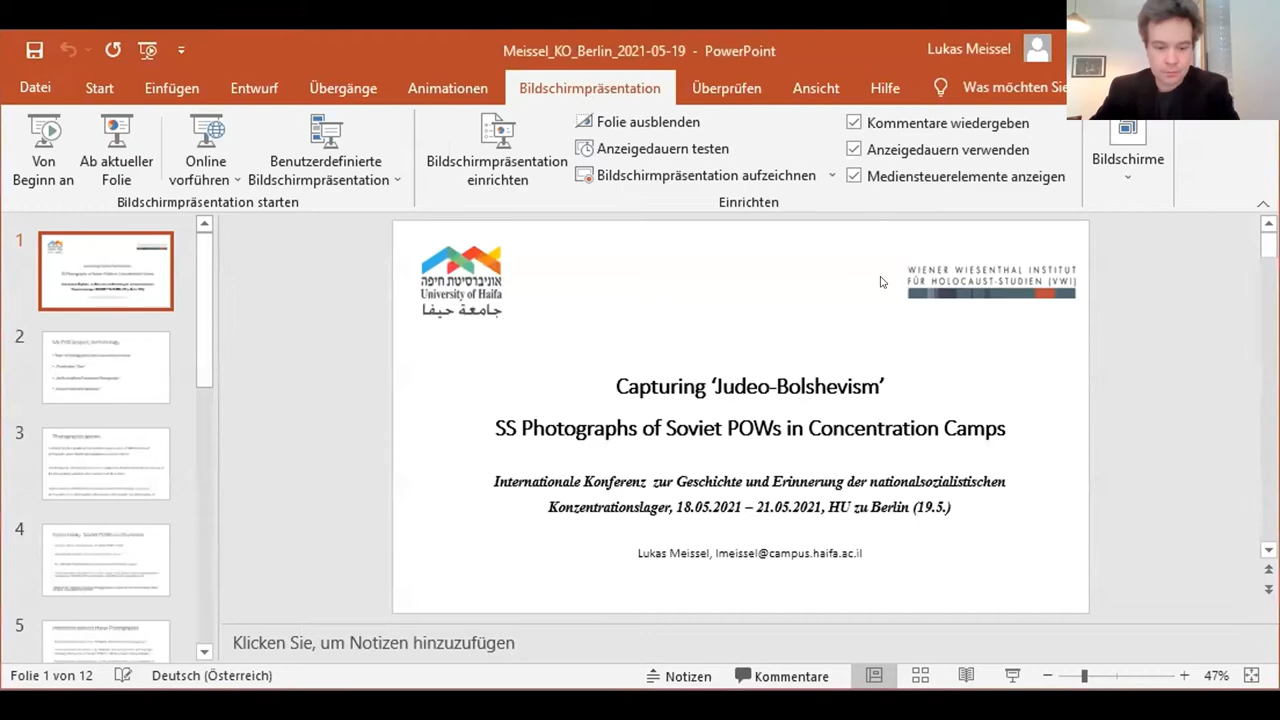 Meissel_KO_Berlin_2021-05-19 - PowerPoint
Lukas Meissel
Datei Start Einfügen Entwurf Übergänge Animationen Bildschirmpräsentation Überprüfen Ansicht Hilfe Was möchten Sie
Von Beginn an
Ab aktueller Folie
Online vorführen
Benutzerdefinierte Bildschirmpräsentation
Bildschirmpräsentation starten
Bildschirmpräsentation einrichten
Folie ausblenden
Anzeigedauern testen
Bildschirmpräsentation aufzeichnen
Kommentare wiedergeben
Anzeigedauern verwenden
Mediensteuerelemente anzeigen
Einrichten
Bildschirme
1
2
3
4
5
אוניברסיטת חיפה
University of Haifa
جامعة حيفا
WIENER WIESENTHAL INSTITUT
FÜR HOLOCAUST-STUDIEN (VWI)
Capturing ‘Judeo-Bolshevism’
SS Photographs of Soviet POWs in Concentration Camps
Internationale Konferenz zur Geschichte und Erinnerung der nationalsozialistischen
Konzentrationslager, 18.05.2021 – 21.05.2021, HU zu Berlin (19.5.)
Lukas Meissel, lmeissel@campus.haifa.ac.il
Klicken Sie, um Notizen hinzuzufügen
Folie 1 von 12 Deutsch (Österreich) Notizen Kommentare 47%